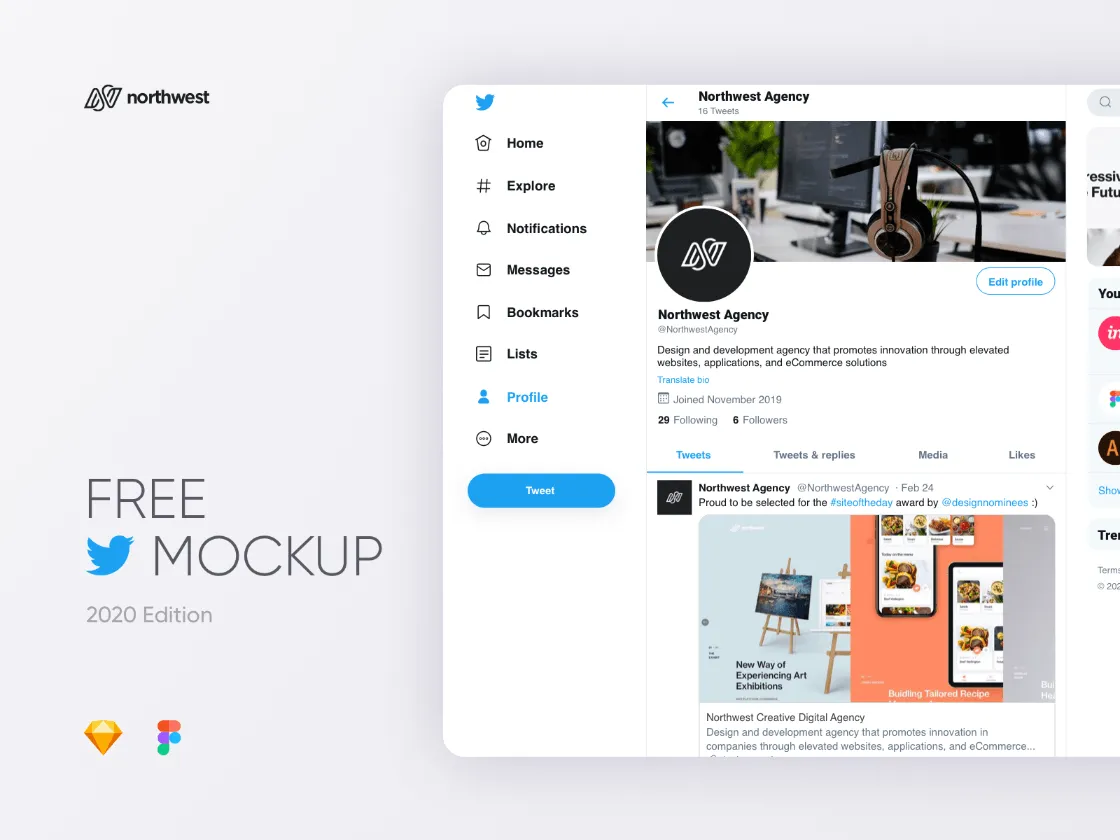 northwest
FREE
MOCKUP
2020 Edition
Home
Explore
Notifications
Messages
Bookmarks
Lists
Profile
More
Tweet
Northwest Agency
16 Tweets
Edit profile
Northwest Agency
@NorthwestAgency
Design and development agency that promotes innovation through elevated
websites, applications, and eCommerce solutions
Translate bio
Joined November 2019
29 Following 6 Followers
Tweets Tweets & replies Media Likes
Northwest Agency @NorthwestAgency · Feb 24
Proud to be selected for the #siteoftheday award by @designnominees :)
New Way of
Experiencing Art
Exhibitions
Buidling Tailored Recipe
Northwest Creative Digital Agency
Design and development agency that promotes innovation in
companies through elevated websites, applications, and eCommerce...
ressiv
Futu
You
in
A
Show
Tren
Terms
© 202